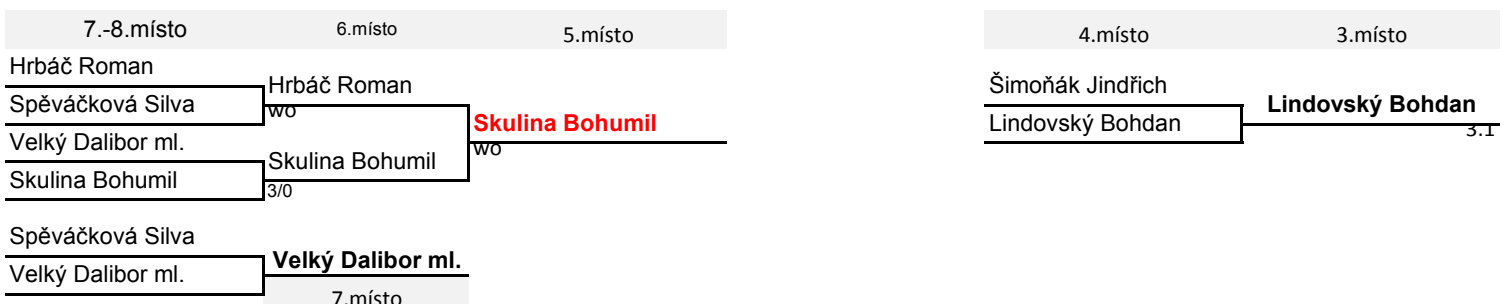 7.-8.místo 6.místo 5.místo 4.místo 3.místo
Hrbáč Roman
Hrbáč Roman
Spěváčková Silva
wo
Velký Dalibor ml.
Skulina Bohumil
wo
Skulina Bohumil
Skulina Bohumil
3/0
Spěváčková Silva
Velký Dalibor ml.
Velký Dalibor ml.
7.místo
Šimoňák Jindřich
Lindovský Bohdan
Lindovský Bohdan
3.1